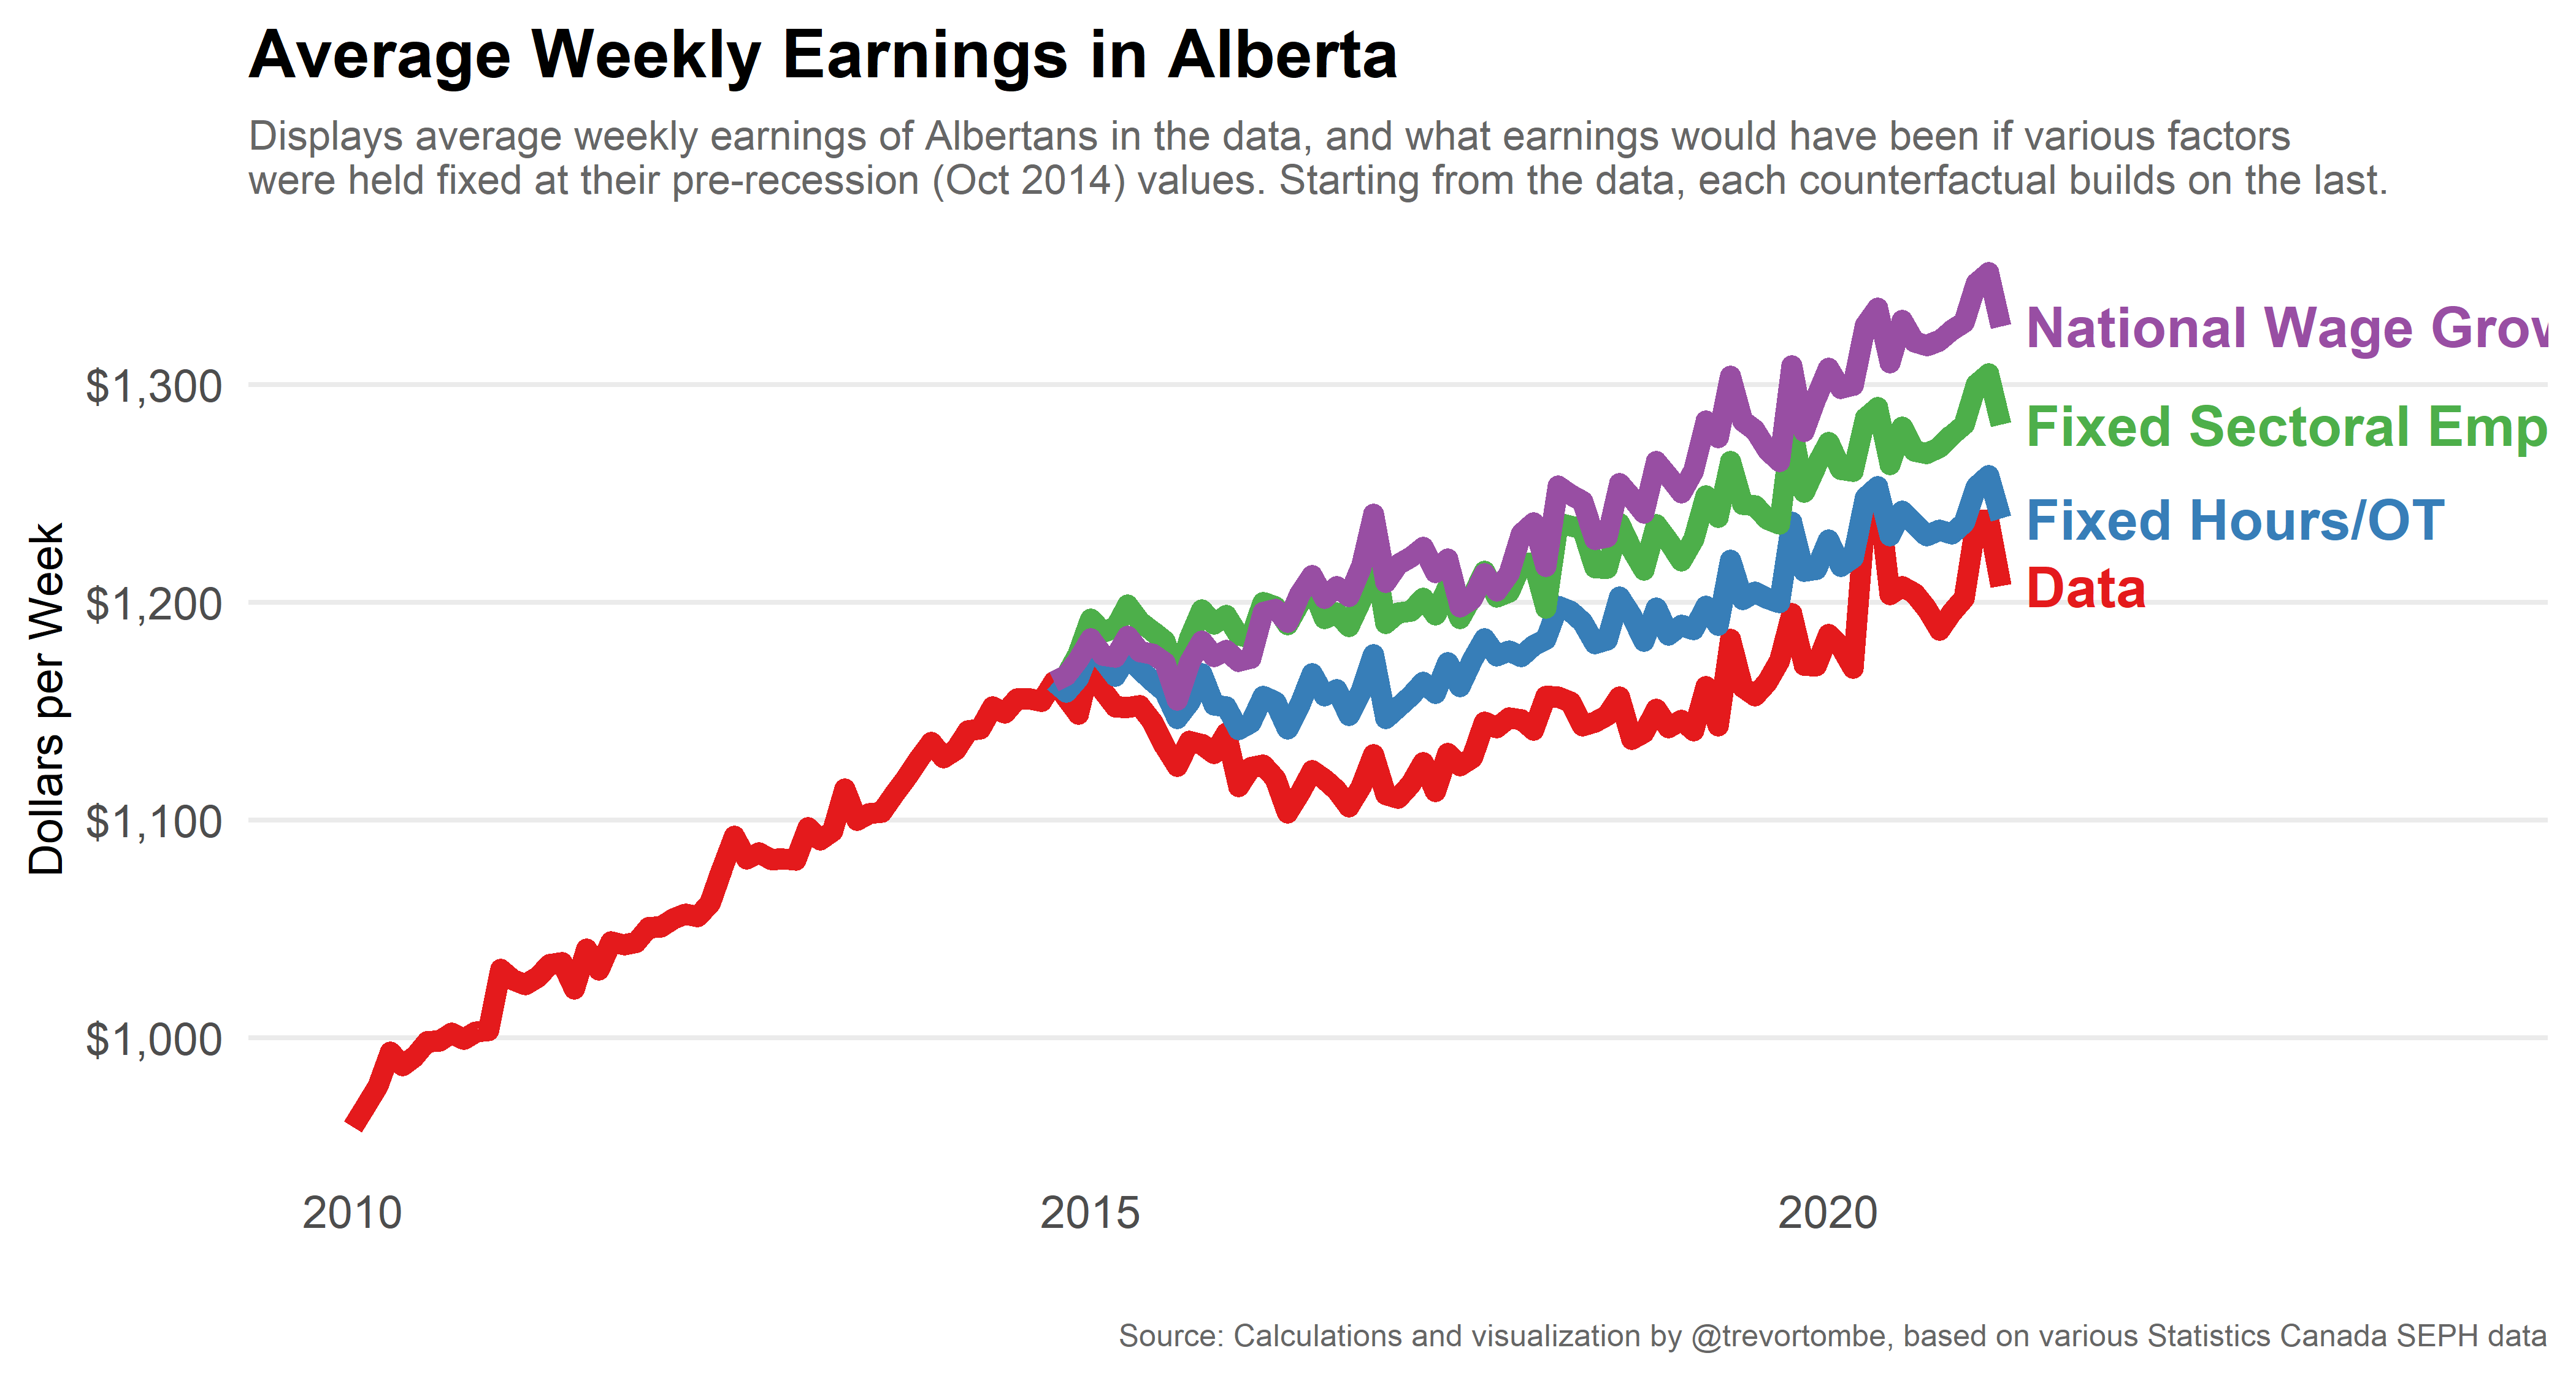 Average Weekly Earnings in Alberta
Displays average weekly earnings of Albertans in the data, and what earnings would have been if various factors
were held fixed at their pre-recession (Oct 2014) values. Starting from the data, each counterfactual builds on the last.
Dollars per Week
$1,300
$1,200
$1,100
$1,000
National Wage
Fixed Sectoral Emp
Fixed Hours/OT
Data
2010
2015
2020
Source: Calculations and visualization by @trevortombe, based on various Statistics Canada SEPH data